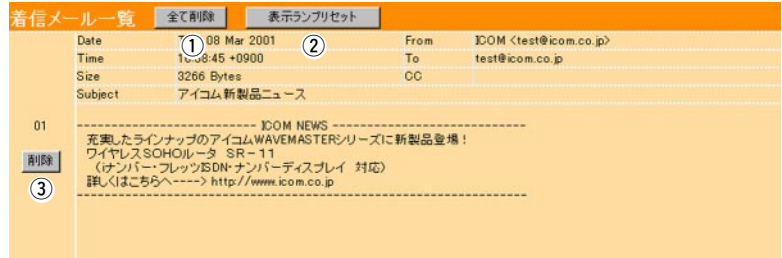 着信メール一覧 全て削除 表示ランプリセット
① ②
Date 08 Mar 2001 From ICOM <test@icom.co.jp>
Time :45 +0900 To test@icom.co.jp
Size 3266 Bytes CC
Subject アイコム新製品ニュース
01
------------------------------ ICOM NEWS ------------------------------
充実したラインナップのアイコムWAVEMASTERシリーズに新製品登場！
ワイヤレスSOHOルータ SR－11
（iナンバー・フレッツISDN・ナンバーディスプレイ 対応）
詳しくはこちらへ----> http://www.icom.co.jp
------------------------------------------------------------------------
削除
③